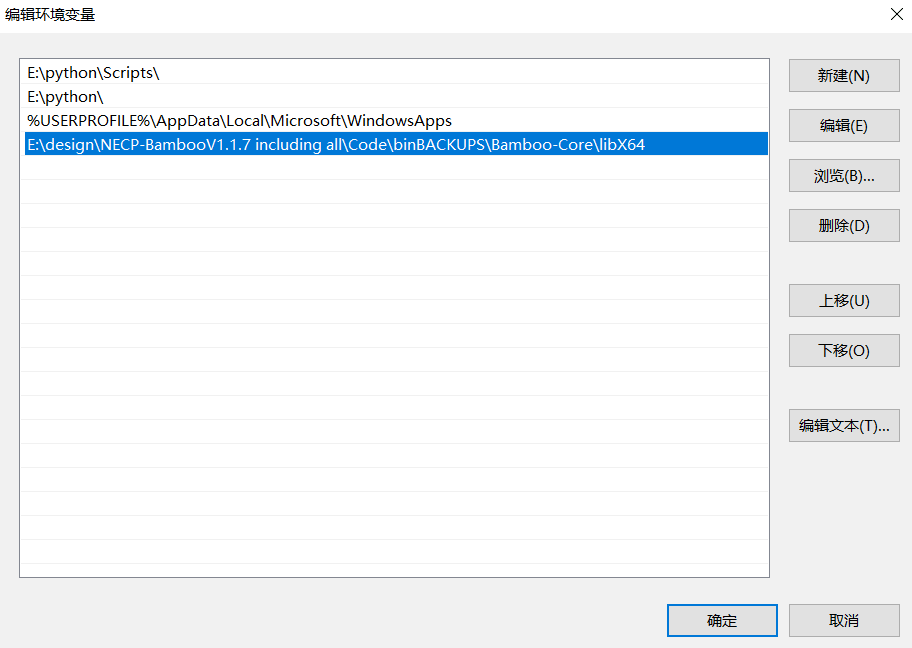 编辑环境变量
E:\python\Scripts\
E:\python\
%USERPROFILE%\AppData\Local\Microsoft\WindowsApps
E:\design\NECP-BambooV1.1.7 including all\Code\binBACKUPS\Bamboo-Core\libX64
新建(N)
编辑(E)
浏览(B)...
删除(D)
上移(U)
下移(O)
编辑文本(T)...
确定
取消